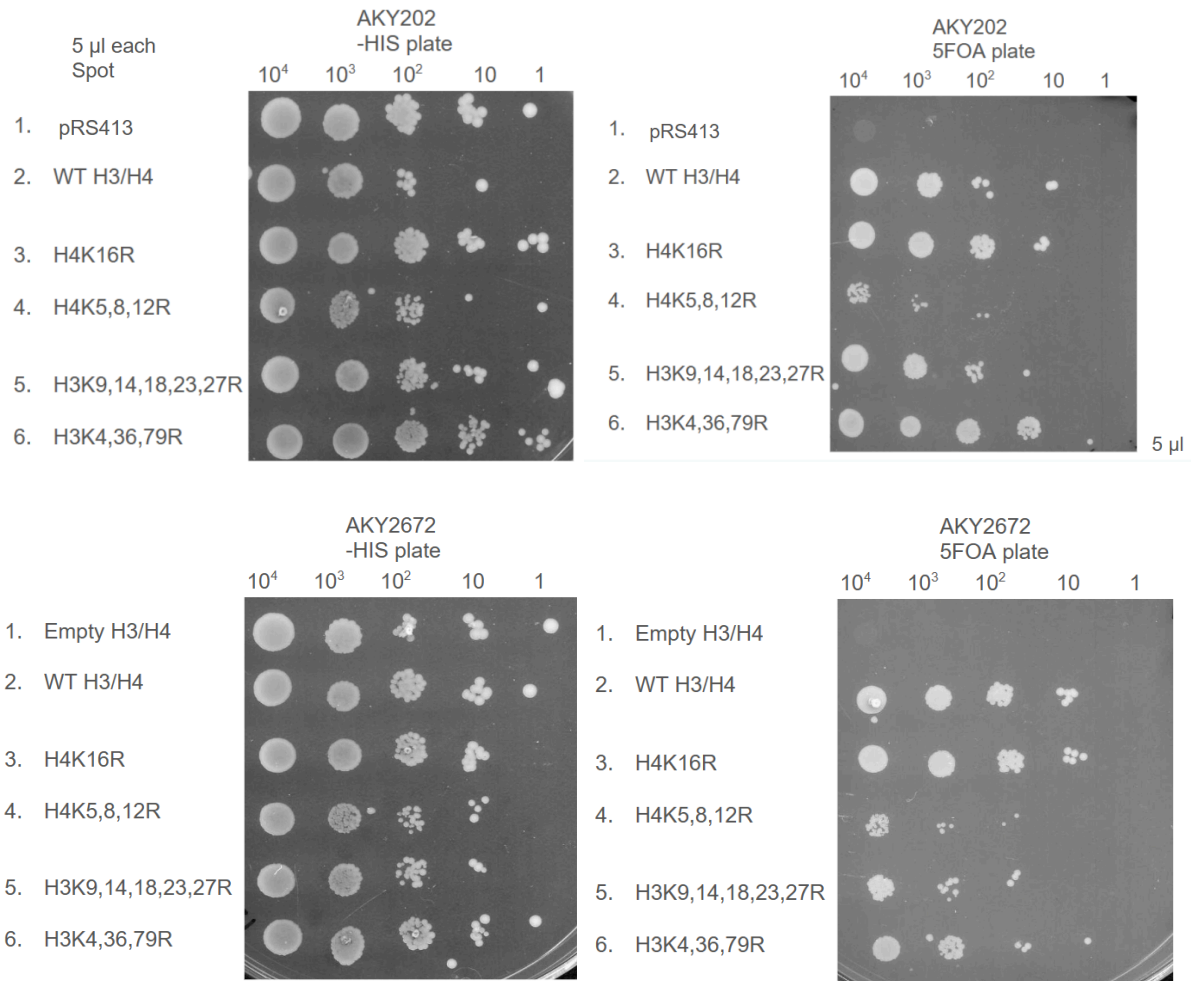 5 µl each
Spot
AKY202
-HIS plate
10⁴ 10³ 10² 10 1
1. pRS413
2. WT H3/H4
3. H4K16R
4. H4K5,8,12R
5. H3K9,14,18,23,27R
6. H3K4,36,79R
AKY202
5FOA plate
10⁴ 10³ 10² 10 1
1. pRS413
2. WT H3/H4
3. H4K16R
4. H4K5,8,12R
5. H3K9,14,18,23,27R
6. H3K4,36,79R
5 µl
AKY2672
-HIS plate
10⁴ 10³ 10² 10 1
1. Empty H3/H4
2. WT H3/H4
3. H4K16R
4. H4K5,8,12R
5. H3K9,14,18,23,27R
6. H3K4,36,79R
AKY2672
5FOA plate
10⁴ 10³ 10² 10 1
1. Empty H3/H4
2. WT H3/H4
3. H4K16R
4. H4K5,8,12R
5. H3K9,14,18,23,27R
6. H3K4,36,79R